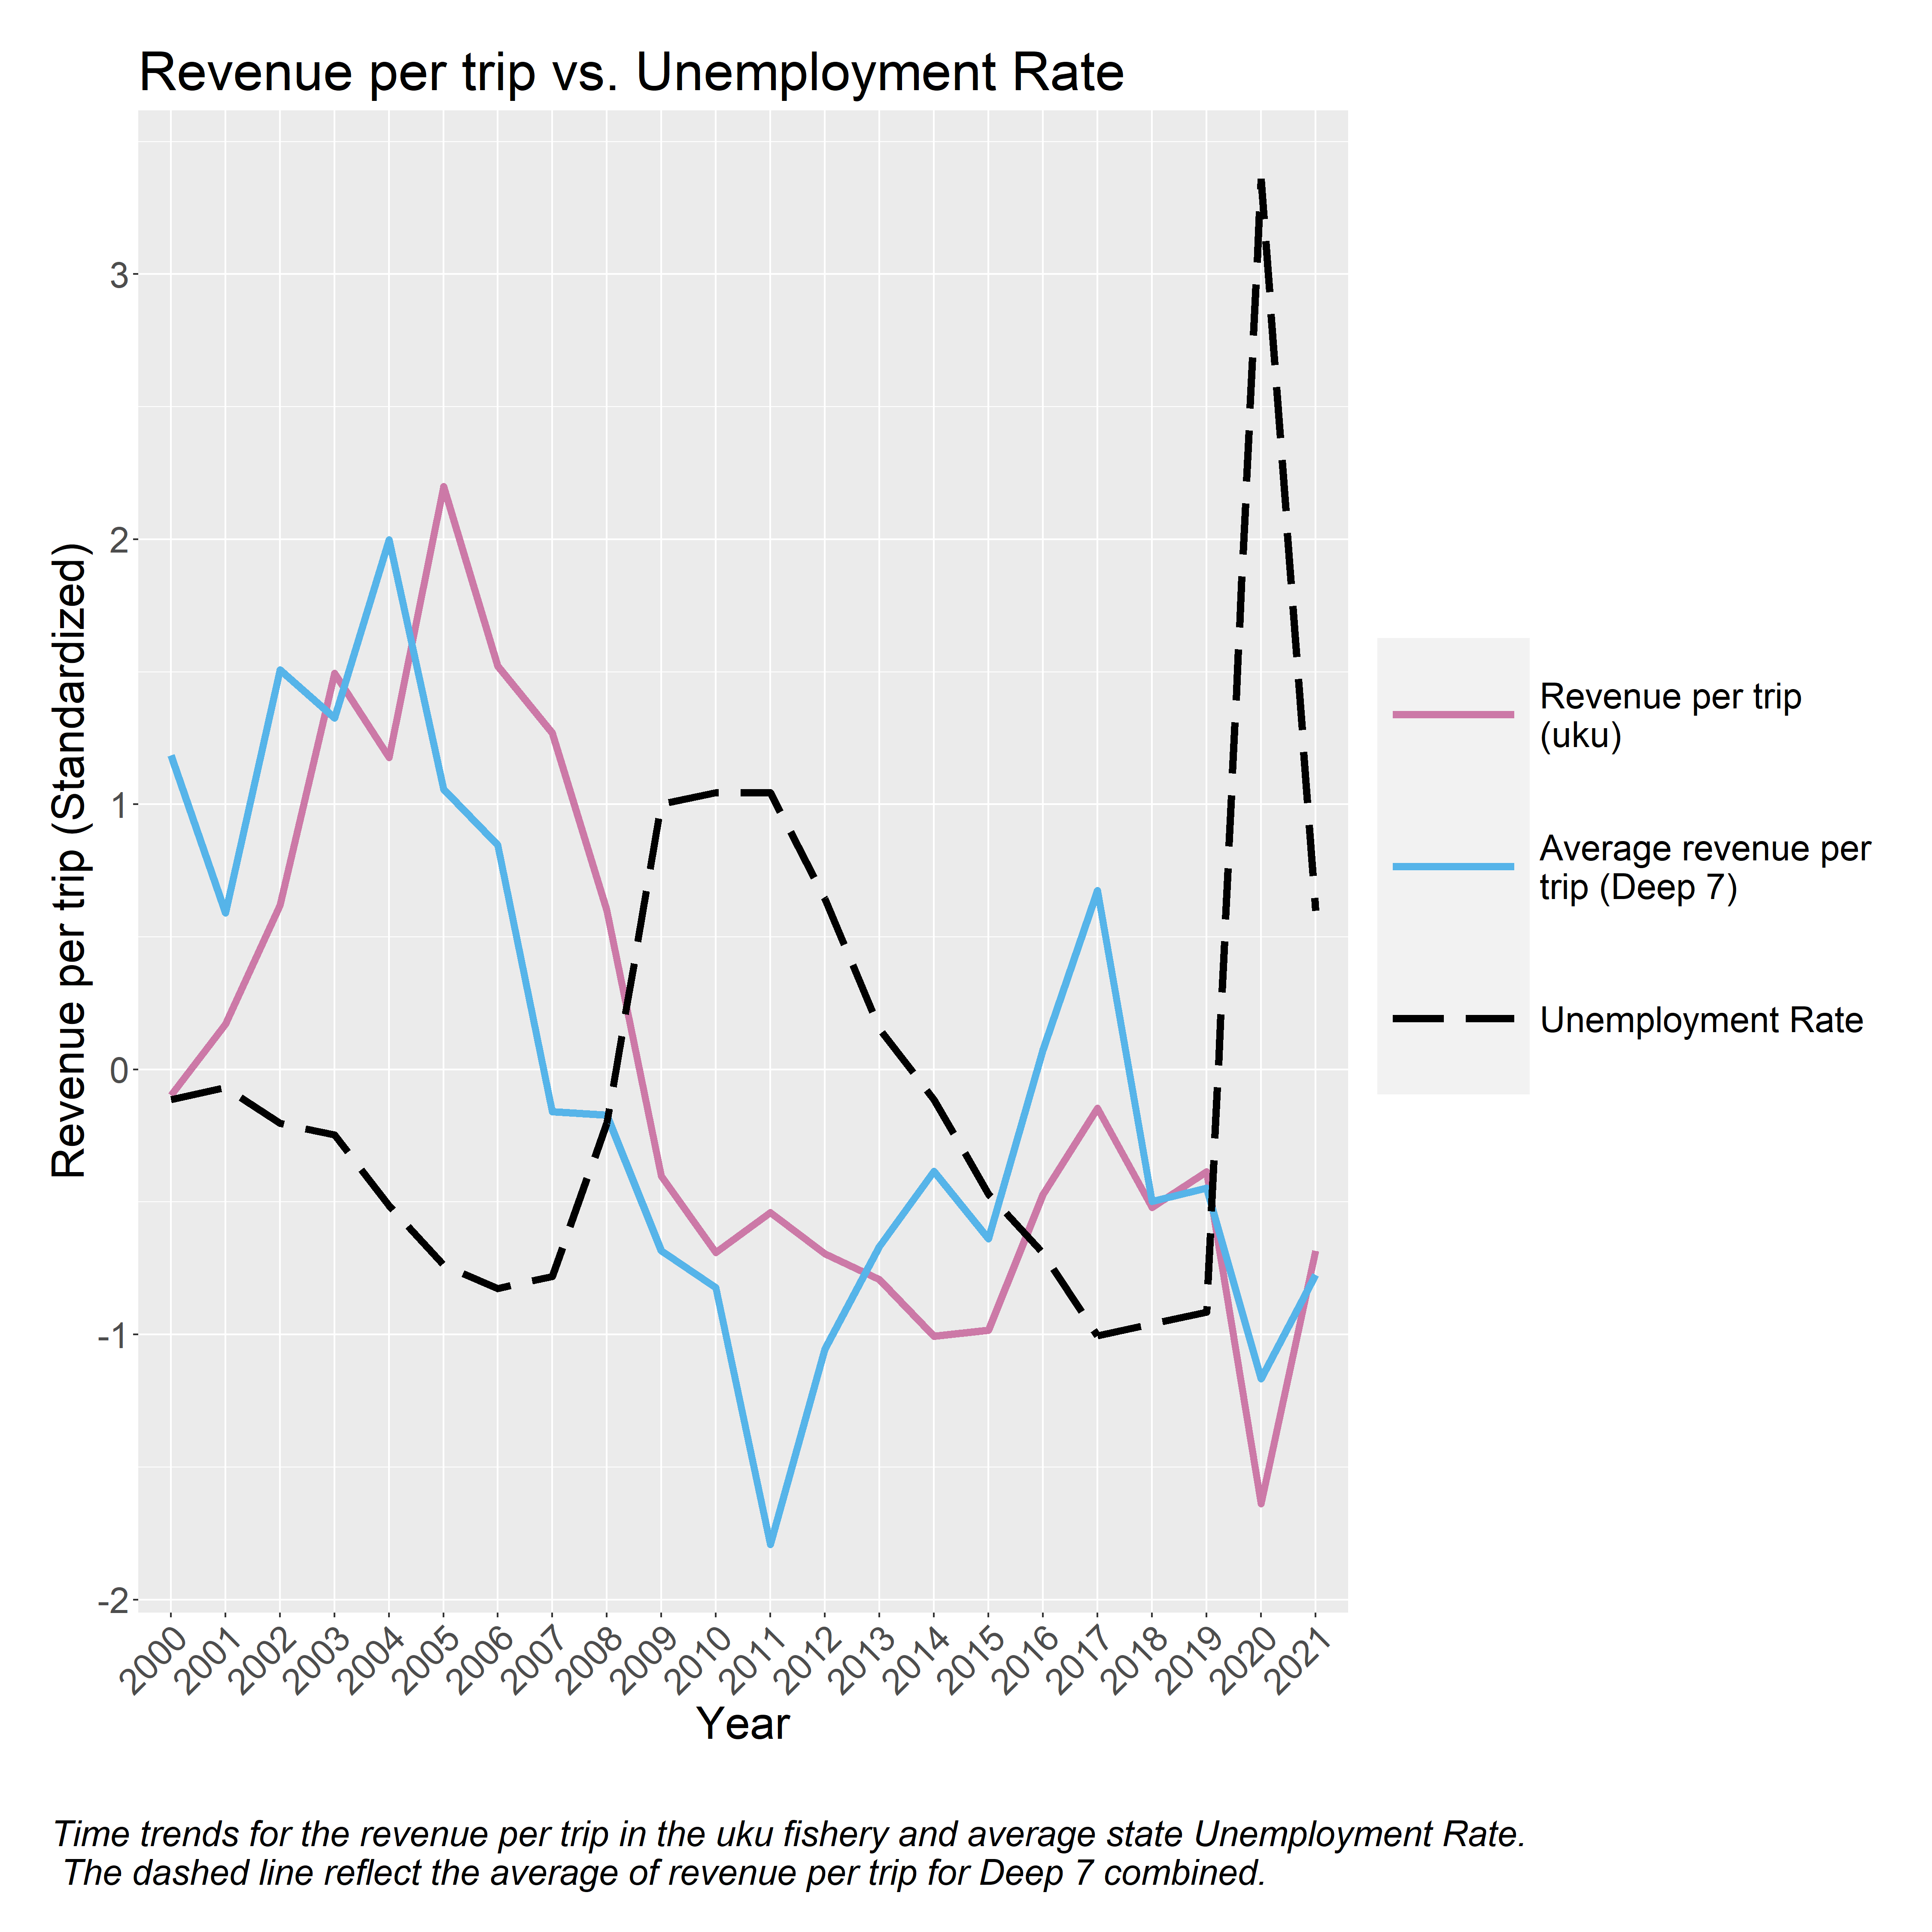 Revenue per trip vs. Unemployment Rate
Revenue per trip (Standardized)
3
2
1
0
-1
-2
2000
2001
2002
2003
2004
2005
2006
2007
2008
2009
2010
2011
2012
2013
2014
2015
2016
2017
2018
2019
2020
2021
Year
Revenue per trip
(uku)
Average revenue per
trip (Deep 7)
Unemployment Rate
Time trends for the revenue per trip in the uku fishery and average state Unemployment Rate.
The dashed line reflect the average of revenue per trip for Deep 7 combined.